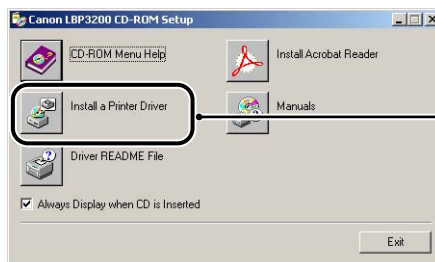 Canon LBP3200 CD-ROM Setup
CD-ROM Menu Help
Install Acrobat Reader
Install a Printer Driver
Manuals
Driver README File
Always Display when CD is Inserted
Exit